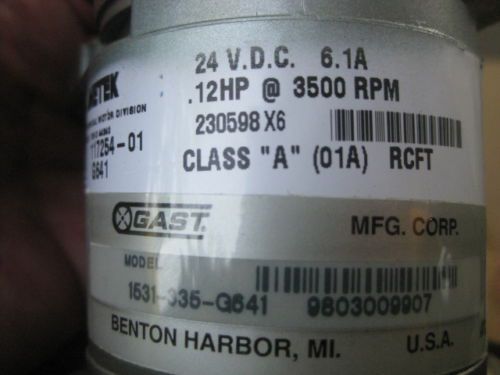 24 V.D.C. 6.1A
.12HP @ 3500 RPM
DIVISION
230598 X6
117254-01
G641
CLASS "A" (01A) RCFT
GAST
MFG. CORP.
MODEL
1531-335-G641 9803009907
BENTON HARBOR, MI. U.S.A.